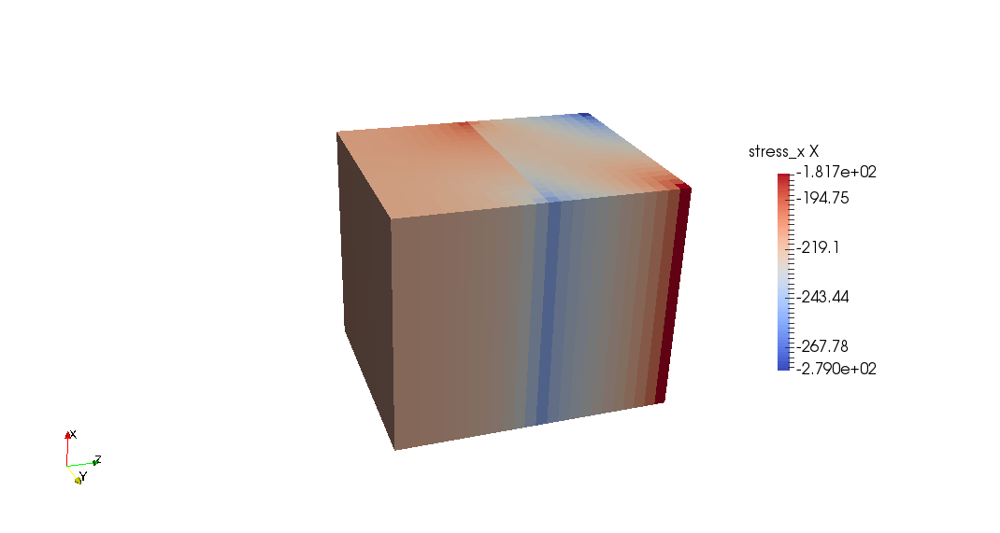 stress_x X
-1.817e+02
-194.75
-219.1
-243.44
-267.78
-2.790e+02
X
Z
Y